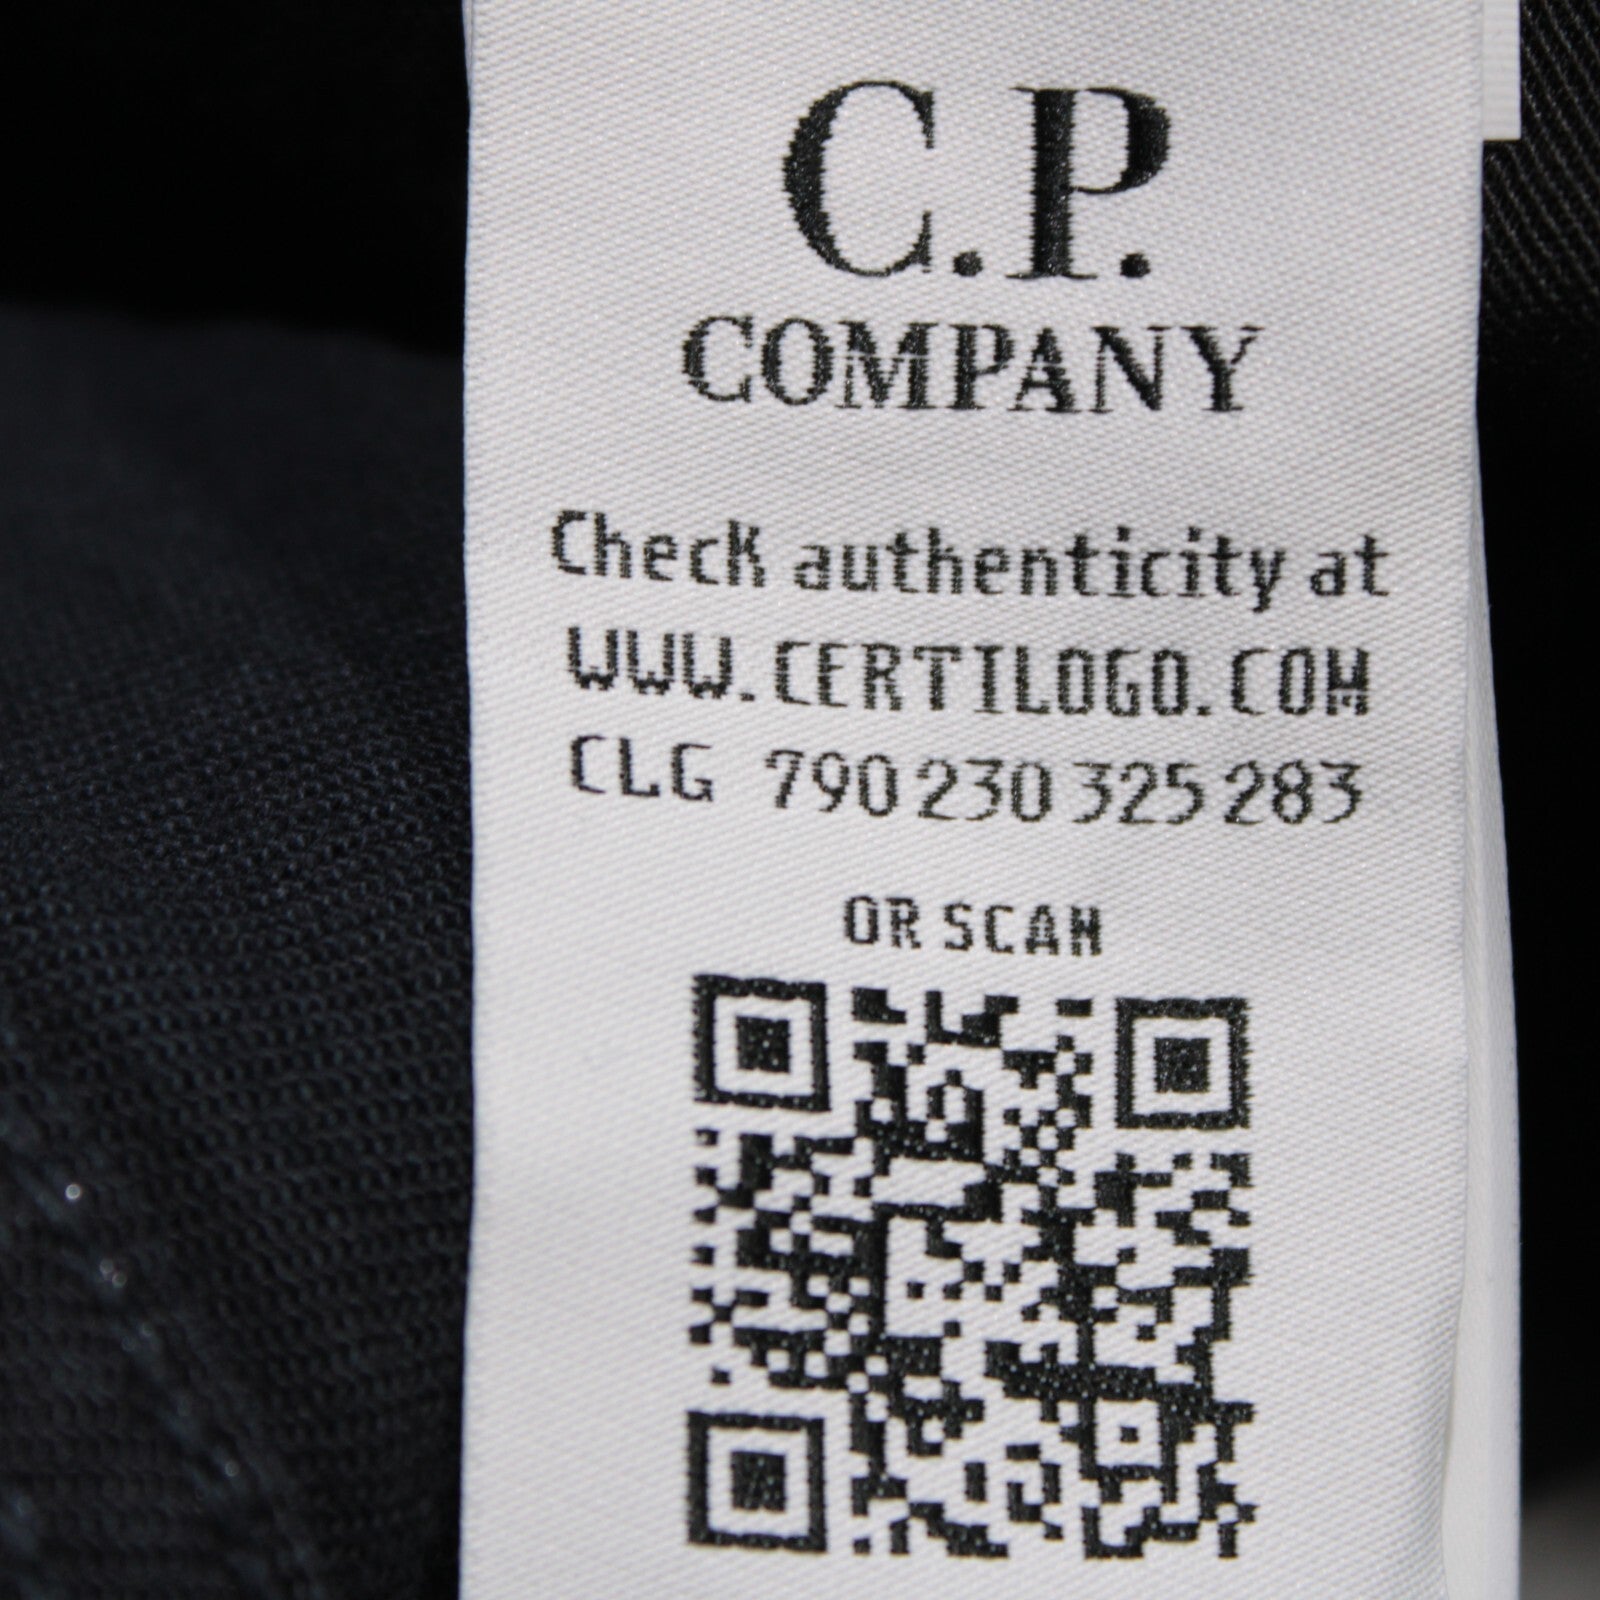 C.P.
COMPANY
Check authenticity at
WWW.CERTILOGO.COM
CLG 790 230 325 283
OR SCAN